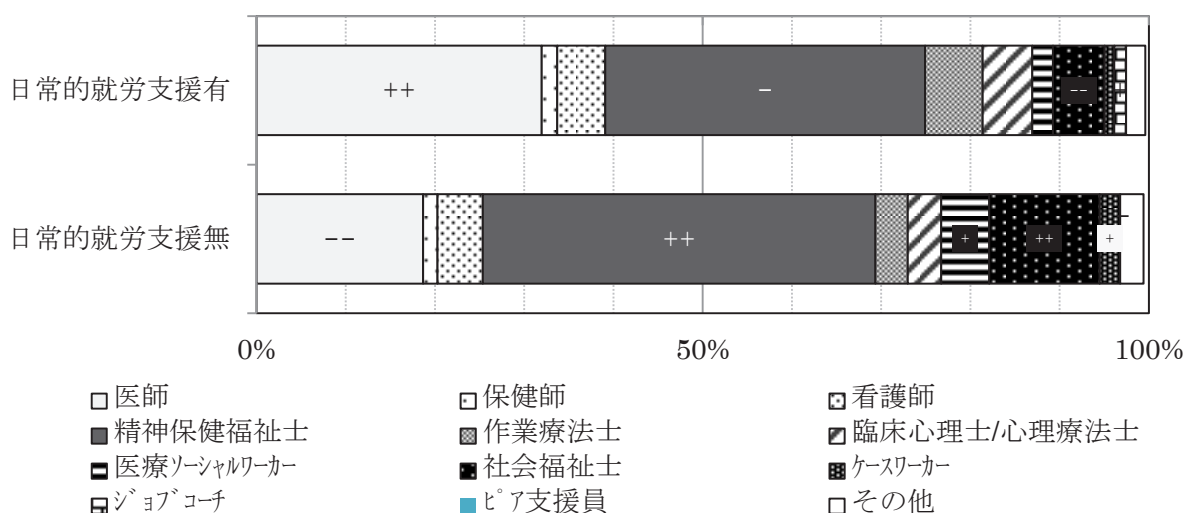 日常的就労支援有
++
−
−−
+
日常的就労支援無
−−
++
+
++
+
−
0%
50%
100%
医師
保健師
看護師
精神保健福祉士
作業療法士
臨床心理士/心理療法士
医療ｿｰｼｬﾙﾜｰｶｰ
社会福祉士
ｹｰｽﾜｰｶｰ
ｼﾞｮﾌﾞｺｰﾁ
ﾋﾟｱ支援員
その他